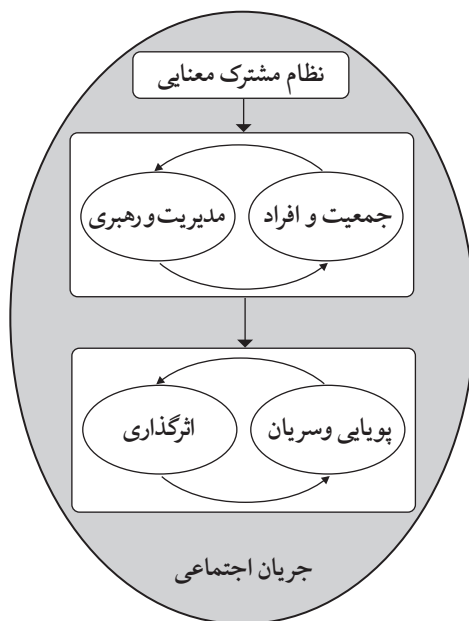 نظام مشترک معنایی
جمعیت و افراد
مدیریت و رهبری
پویایی و سریان
اثرگذاری
جریان اجتماعی